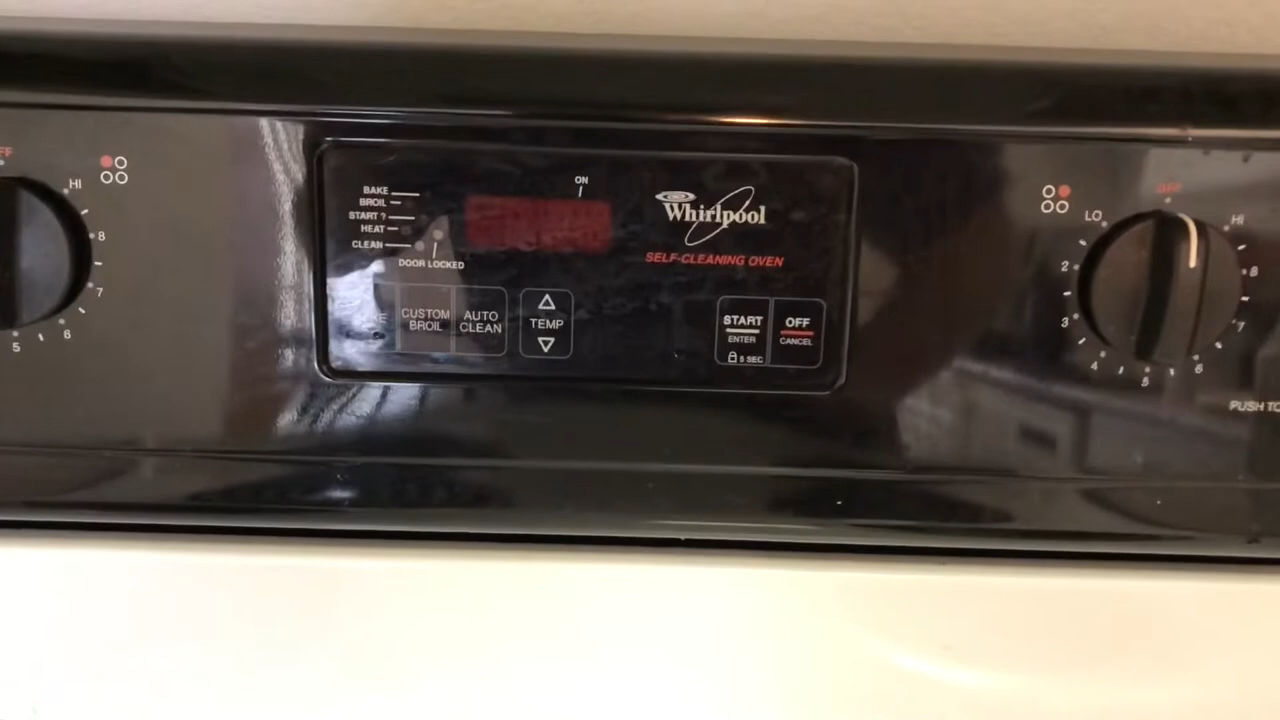 HI
8
7
6
5
BAKE
BROIL
START ?
HEAT
CLEAN
DOOR LOCKED
ON
Whirlpool
SELF-CLEANING OVEN
CUSTOM
BROIL
AUTO
CLEAN
TEMP
START
ENTER
5 SEC
OFF
CANCEL
OFF
LO
HI
2
8
3
7
4
6
5
PUSH TO